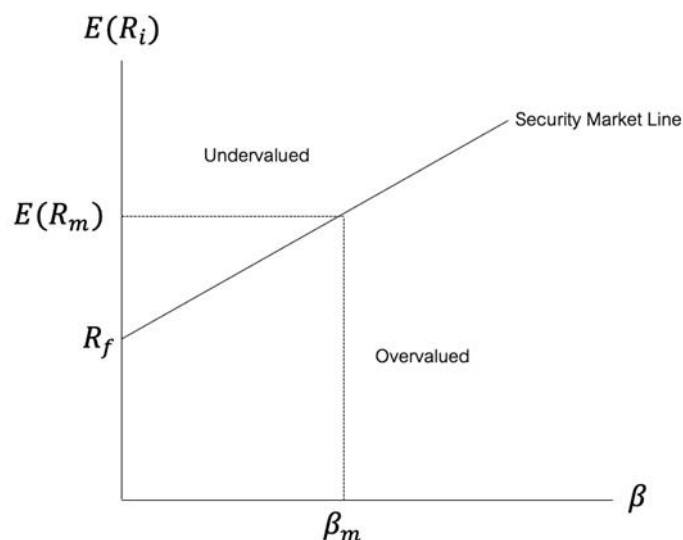 E(R_i)
Security Market Line
Undervalued
E(R_m)
R_f
Overvalued
β
β_m